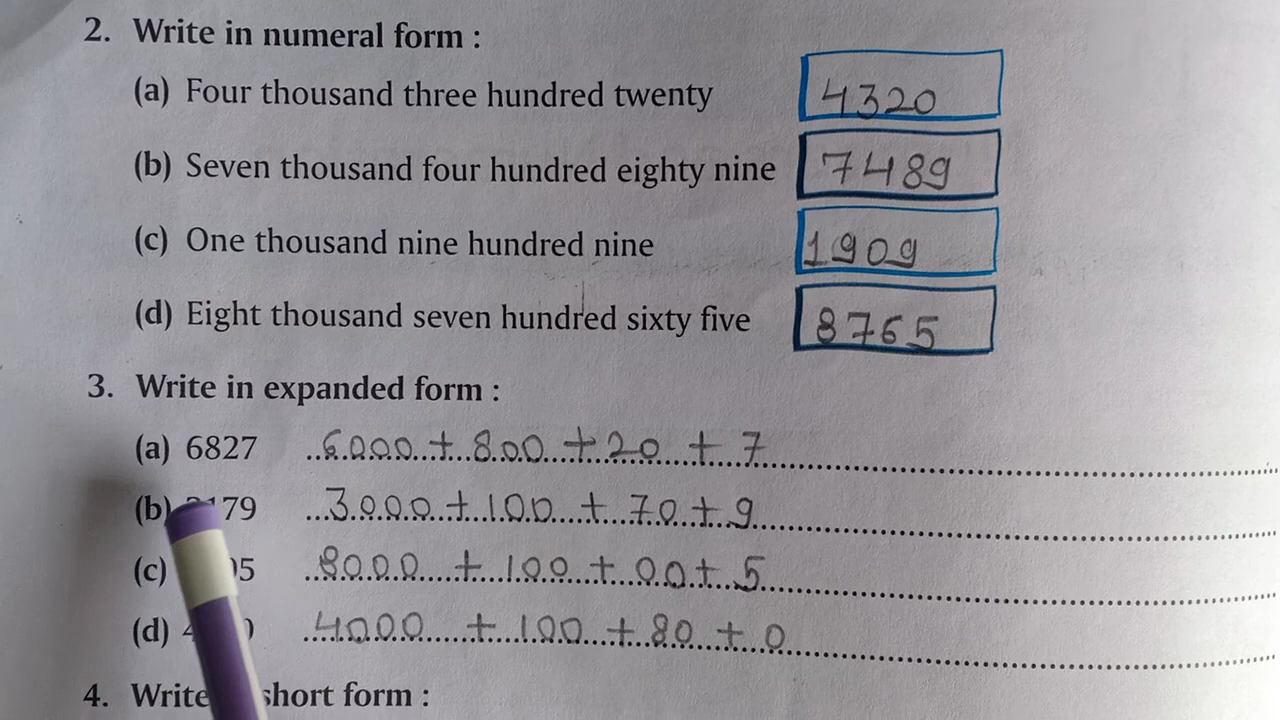 2. Write in numeral form :
(a) Four thousand three hundred twenty 4320
(b) Seven thousand four hundred eighty nine 7489
(c) One thousand nine hundred nine 1909
(d) Eight thousand seven hundred sixty five 8765
3. Write in expanded form :
(a) 6827 6000 + 800 + 20 + 7
(b) 3000 + 100 + 70 + 9
(c) 8000 + 100 + 00 + 5
(d) 4000 + 100 + 80 + 0
4. Write short form :